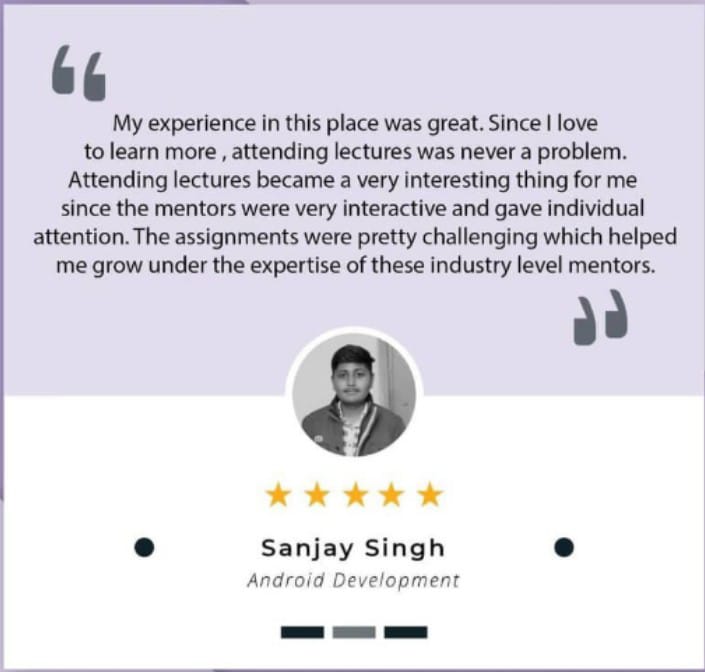 My experience in this place was great. Since I love
to learn more , attending lectures was never a problem.
Attending lectures became a very interesting thing for me
since the mentors were very interactive and gave individual
attention. The assignments were pretty challenging which helped
me grow under the expertise of these industry level mentors.
Sanjay Singh
Android Development